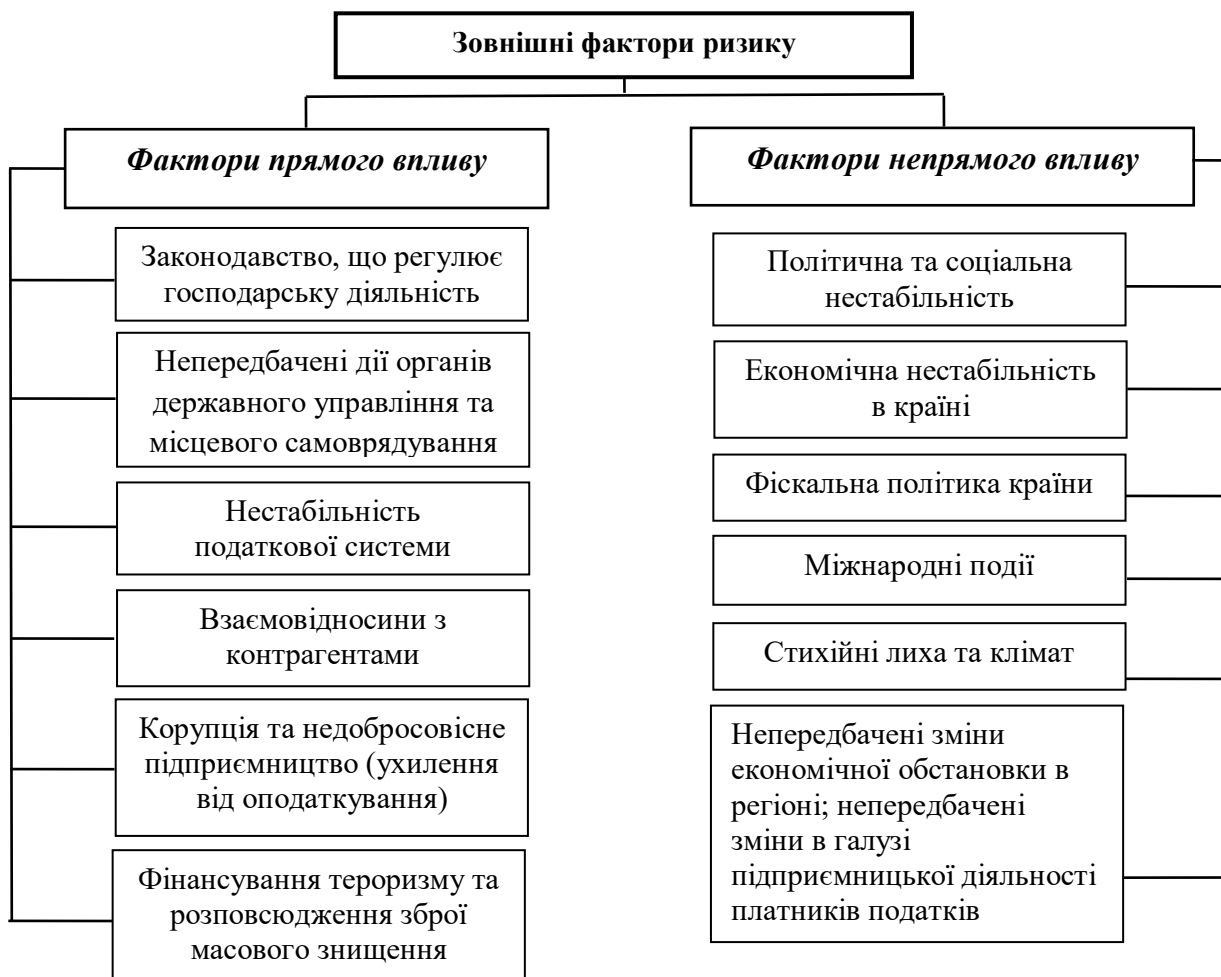 Зовнішні фактори ризику
Фактори прямого впливу
Законодавство, що регулює
господарську діяльність
Непередбачені дії органів
державного управління та
місцевого самоврядування
Нестабільність
податкової системи
Взаємовідносини з
контрагентами
Корупція та недобросовісне
підприємництво (ухилення
від оподаткування)
Фінансування тероризму та
розповсюдження зброї
масового знищення
Фактори непрямого впливу
Політична та соціальна
нестабільність
Економічна нестабільність
в країні
Фіскальна політика країни
Міжнародні події
Стихійні лиха та клімат
Непередбачені зміни
економічної обстановки в
регіоні; непередбачені
зміни в галузі
підприємницької діяльності
платників податків